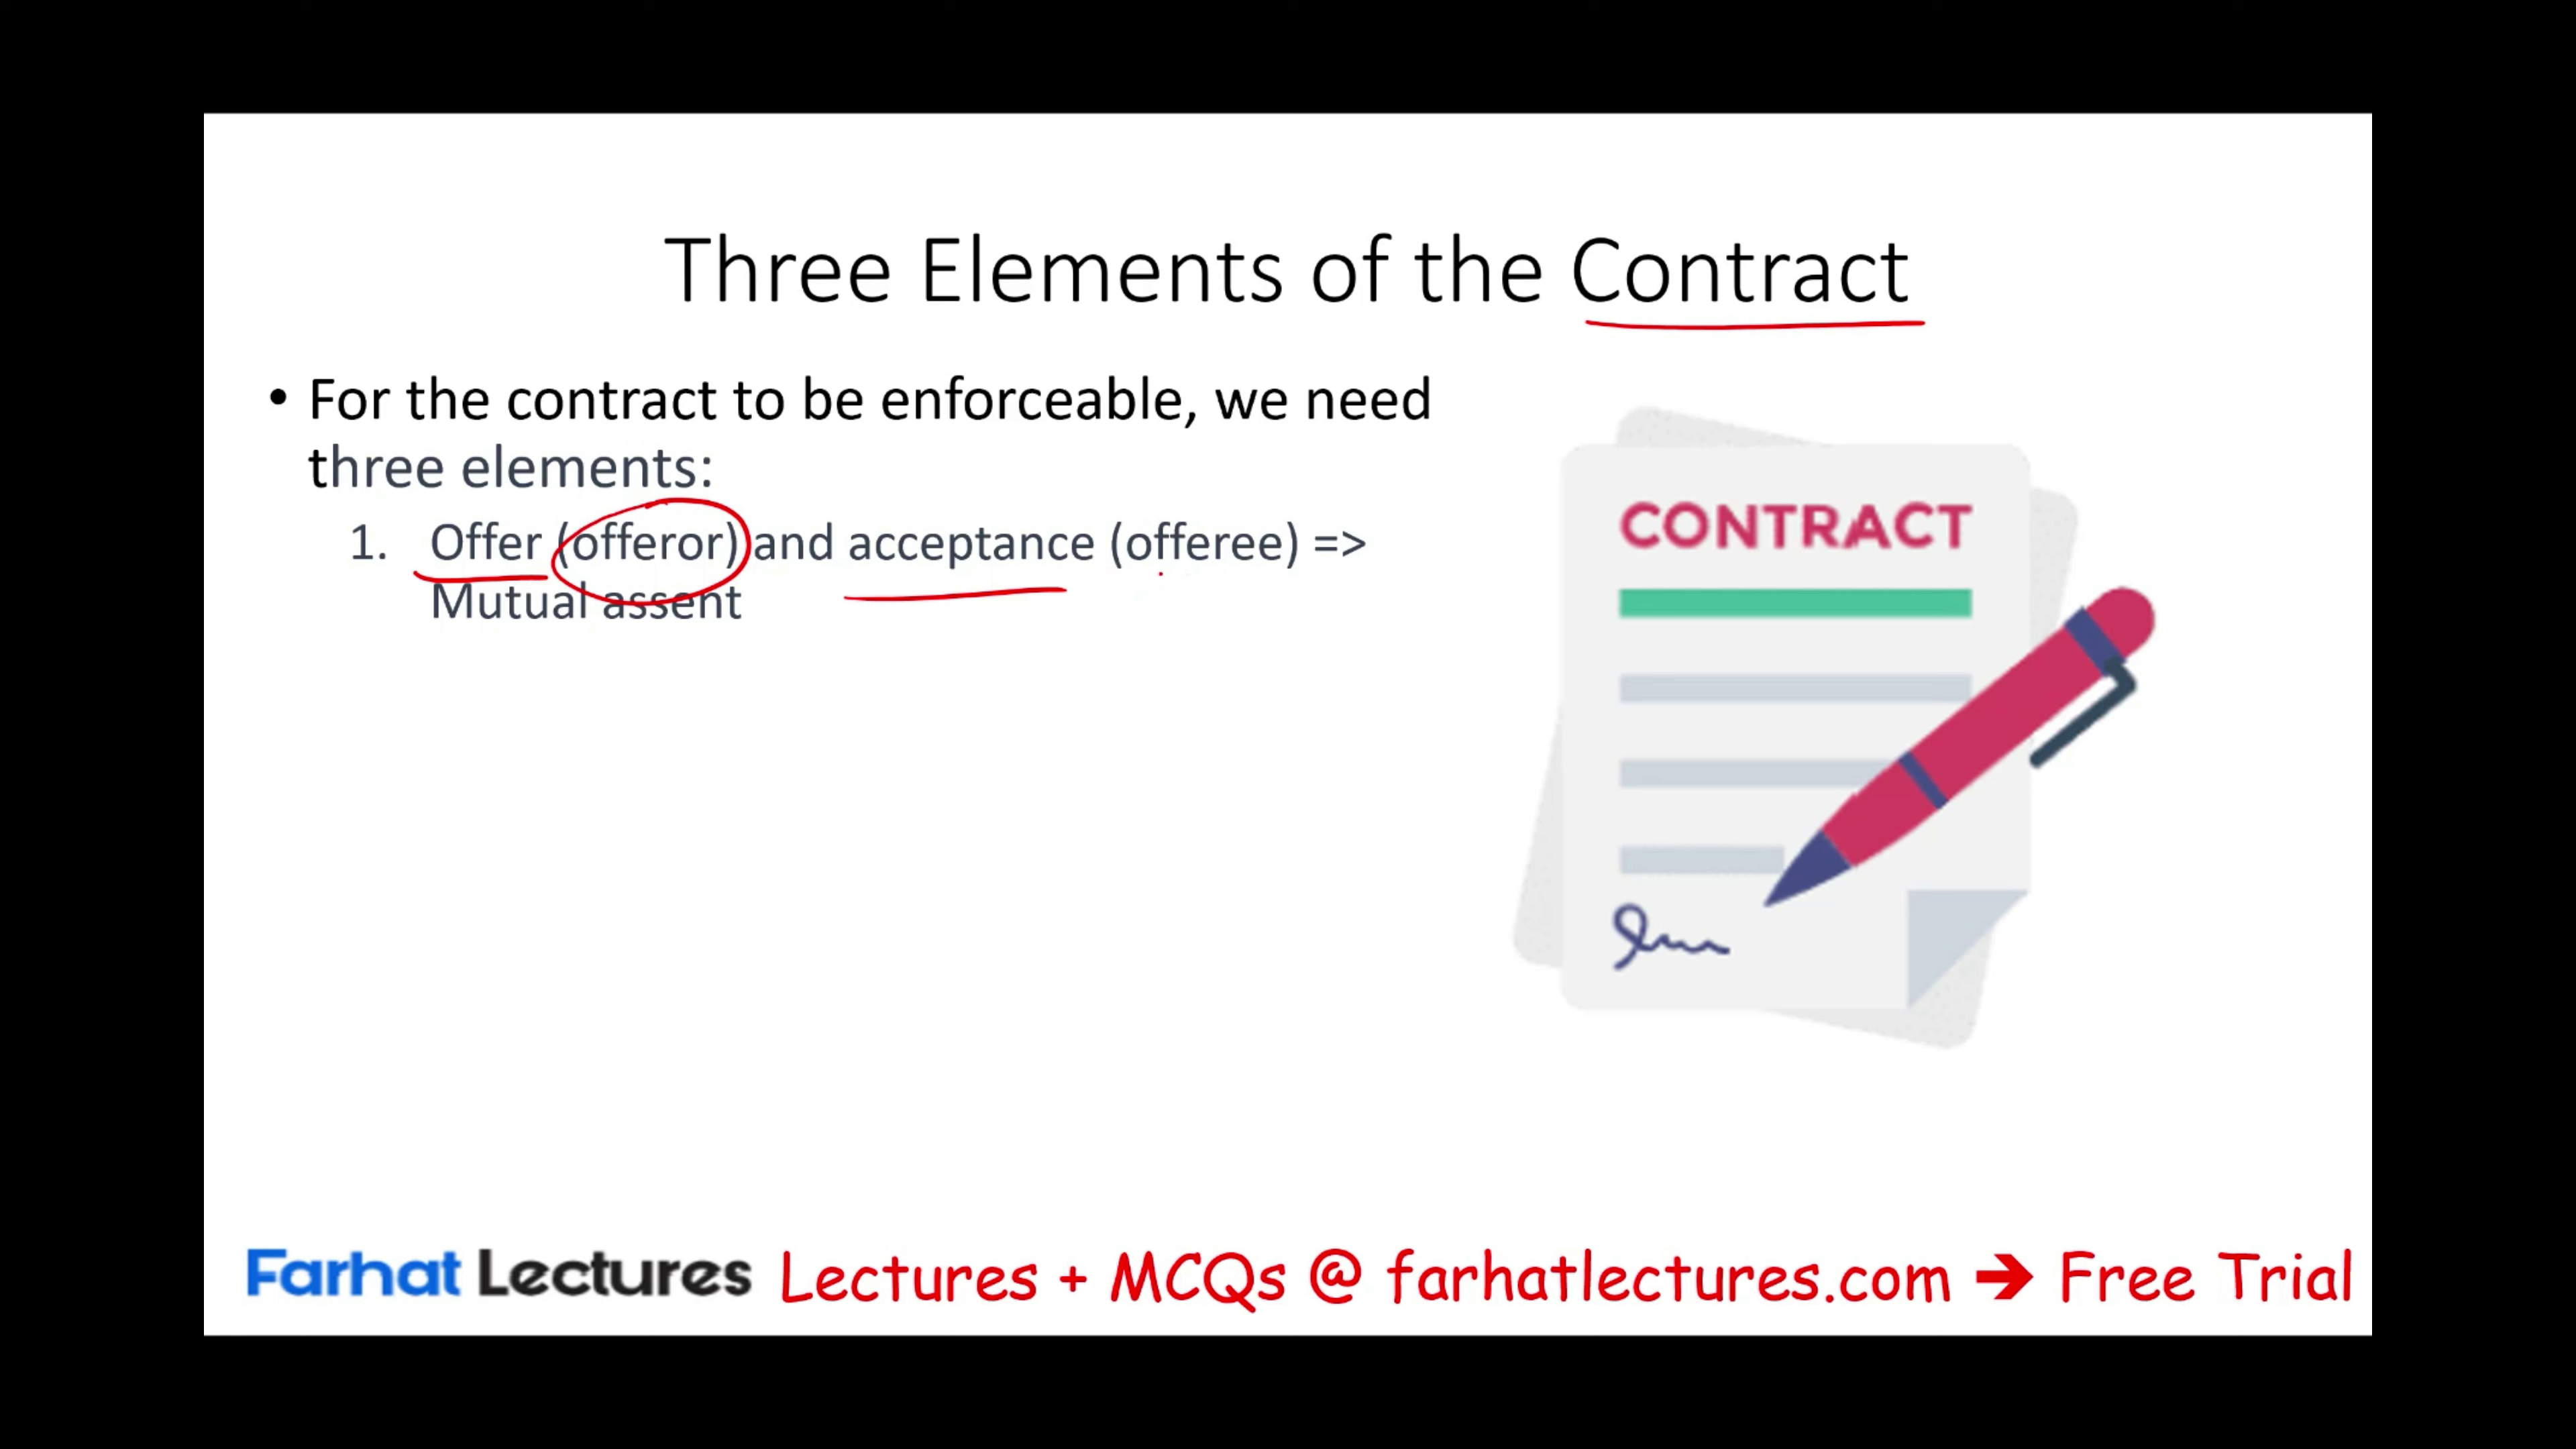 Three Elements of the Contract
• For the contract to be enforceable, we need
three elements:
1. Offer (offeror) and acceptance (offeree) =>
Mutual assent
CONTRACT
Farhat Lectures Lectures + MCQs @ farhatlectures.com ➔ Free Trial